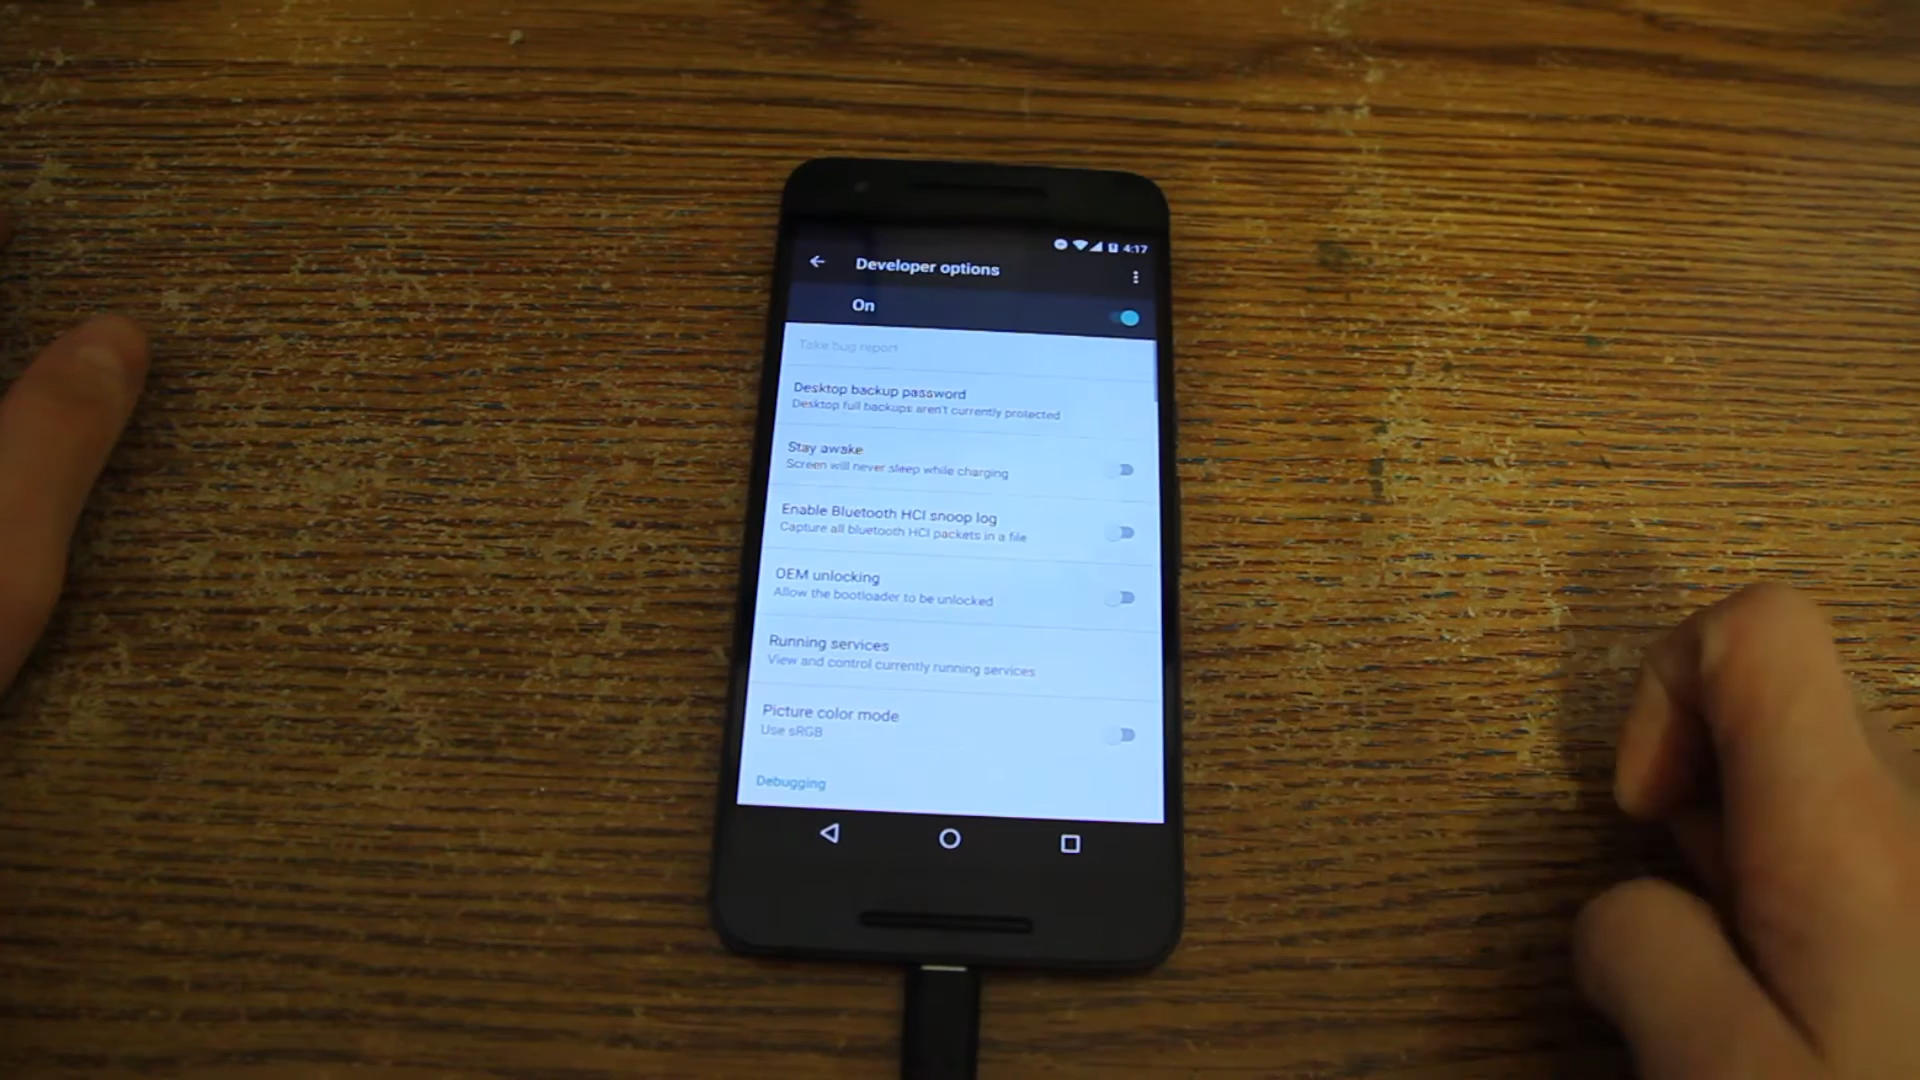 4:17
Developer options
On
Take bug report
Desktop backup password
Desktop full backups aren't currently protected
Stay awake
Screen will never sleep while charging
Enable Bluetooth HCI snoop log
Capture all bluetooth HCI packets in a file
OEM unlocking
Allow the bootloader to be unlocked
Running services
View and control currently running services
Picture color mode
Use sRGB
Debugging